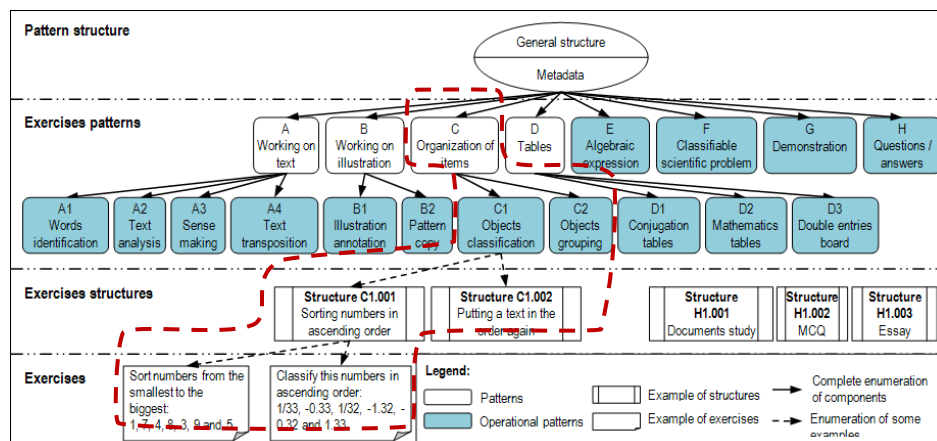 Pattern structure
General structure
Metadata
Exercises patterns
A
Working on
text
B
Working on
illustration
C
Organization of
items
D
Tables
E
Algebraic
expression
F
Classifiable
scientific problem
G
Demonstration
H
Questions /
answers
A1
Words
identification
A2
Text
analysis
A3
Sense
making
A4
Text
transposition
B1
Illustration
annotation
B2
Pattern
copy
C1
Objects
classification
C2
Objects
grouping
D1
Conjugation
tables
D2
Mathematics
tables
D3
Double entries
board
Exercises structures
Structure C1.001
Sorting numbers in
ascending order
Structure C1.002
Putting a text in the
order again
Structure
H1.001
Documents study
Structure
H1.002
MCQ
Structure
H1.003
Essay
Exercises
Sort numbers from the
smallest to the
biggest:
1, 7, 4, 8, 3, 9 and 5
Classify this numbers in
ascending order:
1/33, -0.33, 1/32, -1.32, -
0.32 and 1.33
Legend:
Patterns
Operational patterns
Example of structures
Example of exercises
Complete enumeration
of components
Enumeration of some
examples